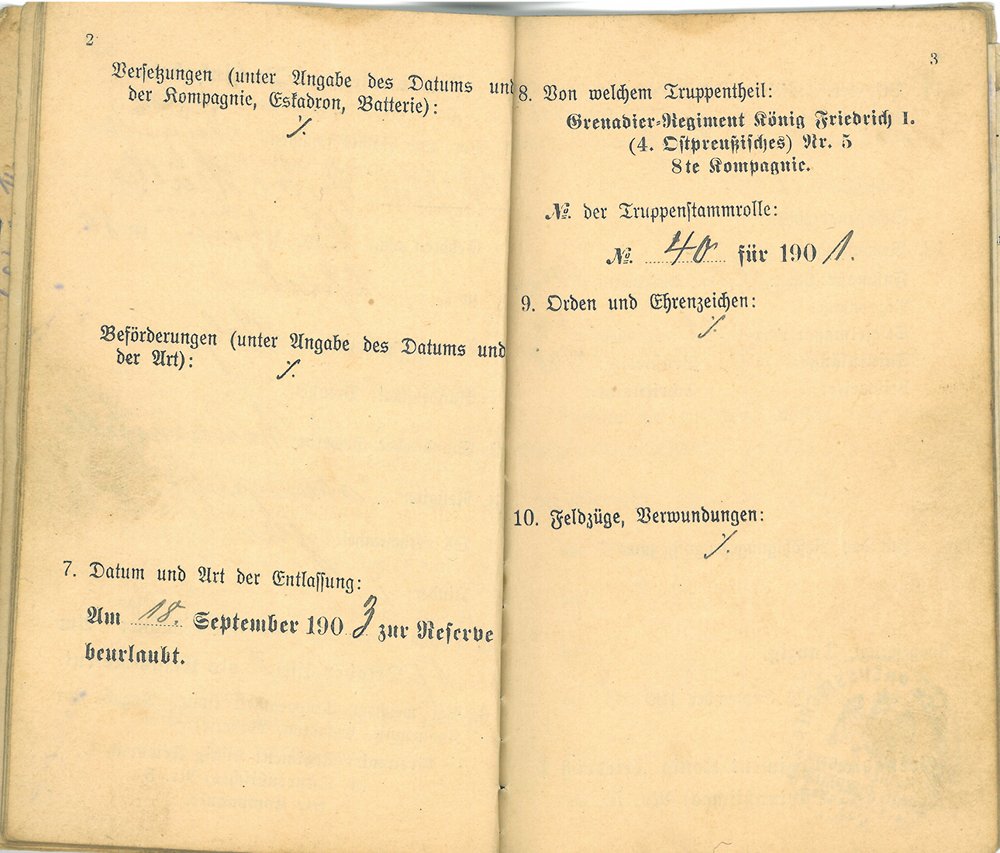 2
Versetzungen (unter Angabe des Datums und
der Kompagnie, Eskadron, Batterie):
⁒
Beförderungen (unter Angabe des Datums und
der Art):
⁒
7. Datum und Art der Entlassung:
Am 18. September 1903 zur Reserve
beurlaubt.
3
8. Von welchem Truppentheil:
Grenadier-Regiment König Friedrich I.
(4. Ostpreußisches) Nr. 5
8te Kompagnie.
№ der Truppenstammrolle:
№ 40 für 1901.
9. Orden und Ehrenzeichen:
⁒
10. Feldzüge, Verwundungen:
⁒